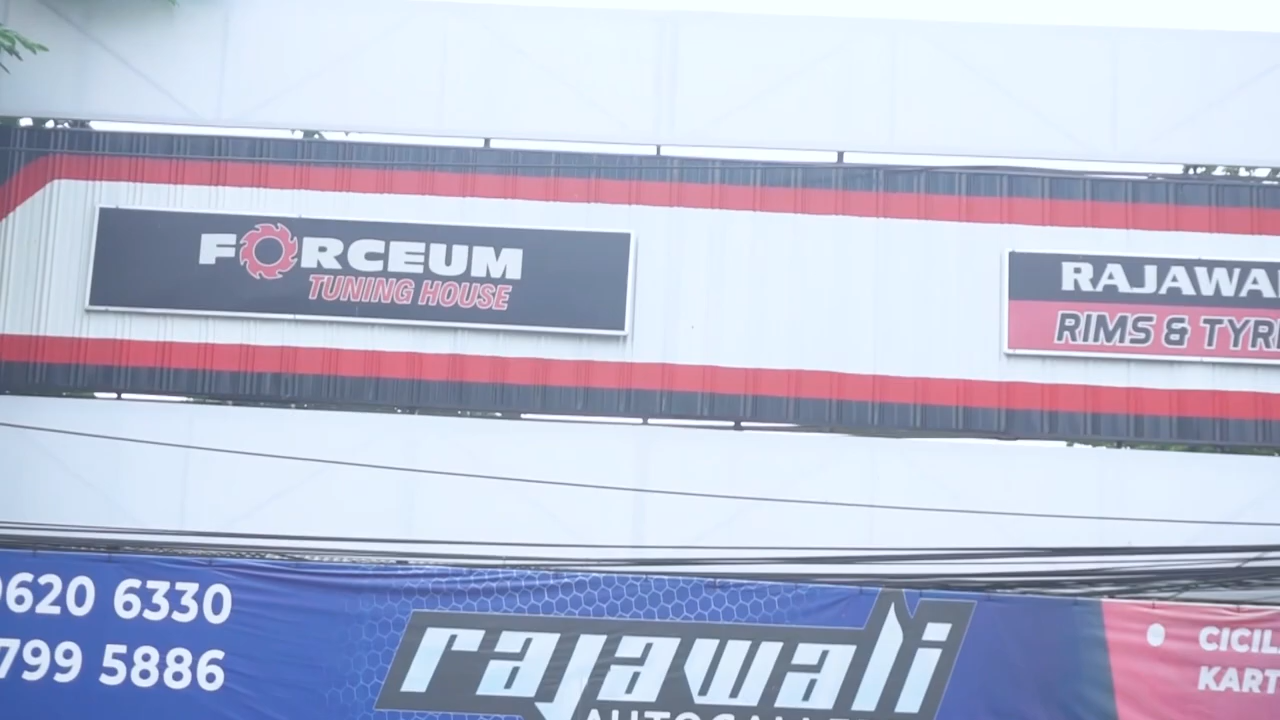 FORCEUM
TUNING HOUSE
RAJAWA
RIMS & TYR
0620 6330
799 5886
rajawali
CICIL
KART